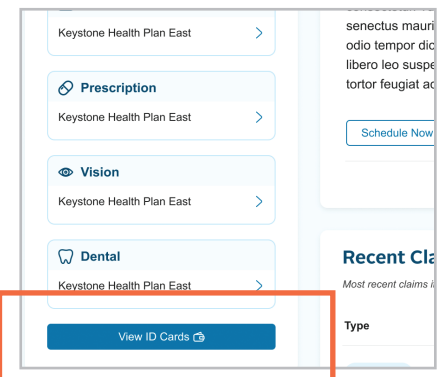 Keystone Health Plan East
Prescription
Keystone Health Plan East
Vision
Keystone Health Plan East
Dental
Keystone Health Plan East
View ID Cards
senectus mauri
odio tempor dic
libero leo suspe
tortor feugiat ac
Schedule Now
Recent Cla
Most recent claims i
Type